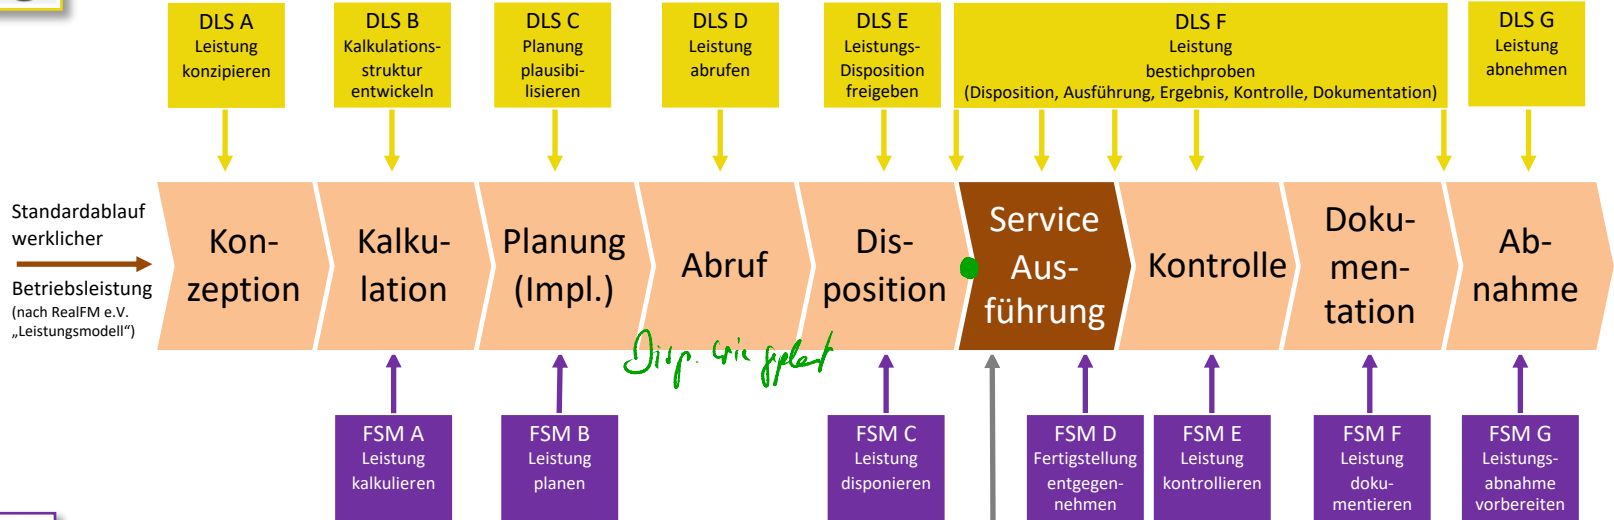 DLS A
Leistung
konzipieren
DLS B
Kalkulations-
struktur
entwickeln
DLS C
Planung
plausibi-
lisieren
DLS D
Leistung
abrufen
DLS E
Leistungs-
Disposition
freigeben
DLS F
Leistung
bestichproben
(Disposition, Ausführung, Ergebnis, Kontrolle, Dokumentation)
DLS G
Leistung
abnehmen
Standardablauf
werklicher
Betriebsleistung
(nach RealFM e.V.
„Leistungsmodell“)
Kon-
zeption
Kalku-
lation
Planung
(Impl.)
Abruf
Dis-
position
Service
Aus-
führung
Kontrolle
Doku-
men-
tation
Ab-
nahme
Disp. wie geplant
FSM A
Leistung
kalkulieren
FSM B
Leistung
planen
FSM C
Leistung
disponieren
FSM D
Fertigstellung
entgegen-
nehmen
FSM E
Leistung
kontrollieren
FSM F
Leistung
doku-
mentieren
FSM G
Leistungs-
abnahme
vorbereiten